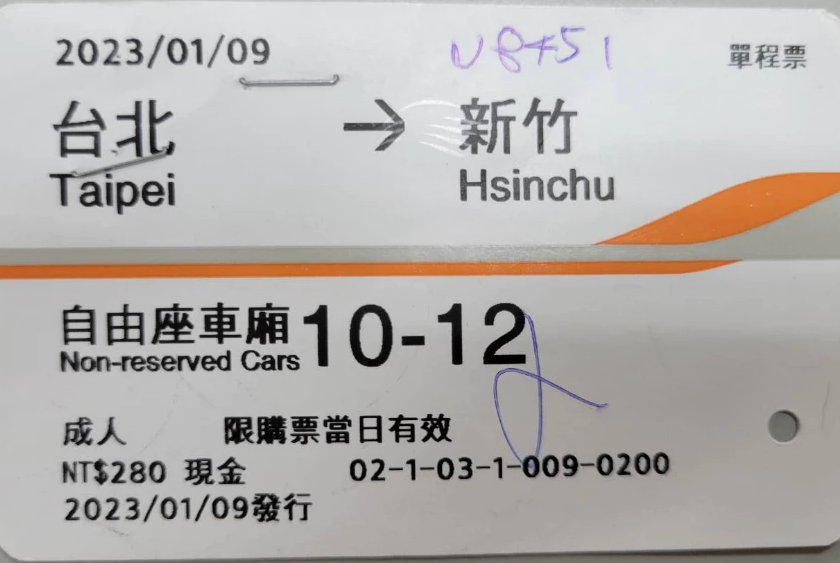 2023/01/09 單程票
台北 → 新竹
Taipei Hsinchu
自由座車廂 10-12
Non-reserved Cars
成人 限購票當日有效
NT$280 現金 02-1-03-1-009-0200
2023/01/09發行